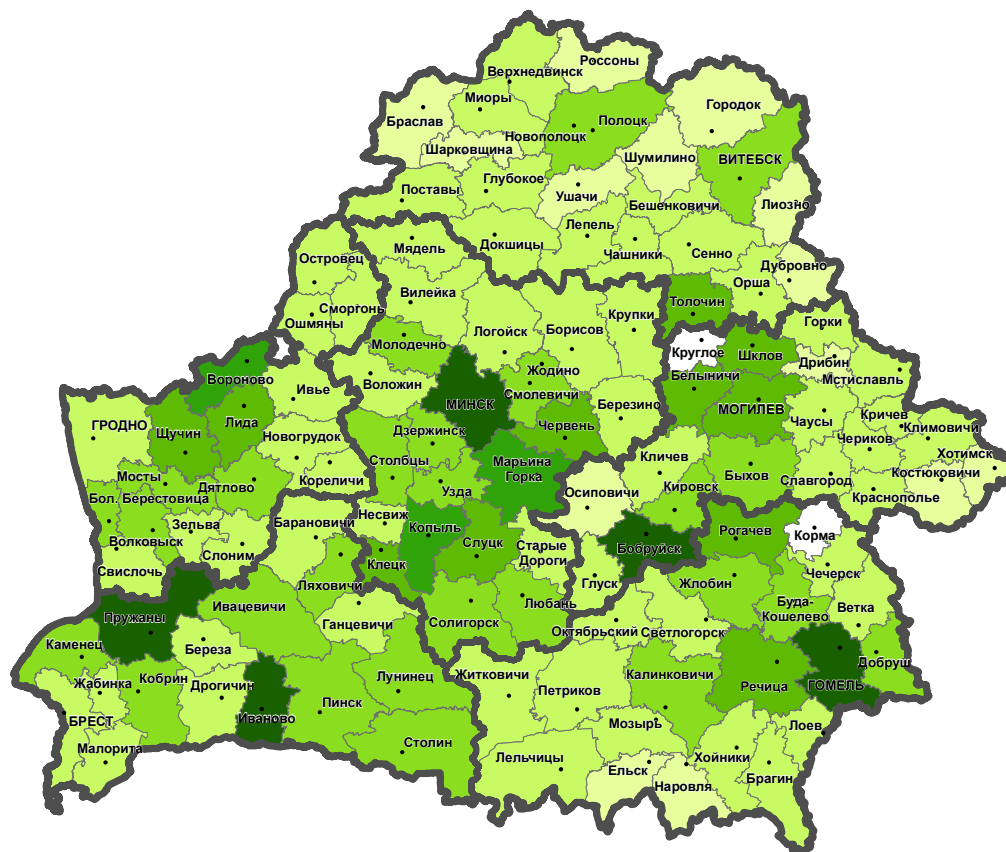 Россоны
Верхнедвинск
Миоры
Городок
Браслав
Полоцк
Новополоцк
Шарковщина
Шумилино
ВИТЕБСК
Глубокое
Поставы
Ушачи
Бешенковичи
Лиозно
Лепель
Докшицы
Чашники
Сенно
Мядель
Островец
Дубровно
Орша
Вилейка
Толочин
Сморгонь
Ошмяны
Крупки
Логойск
Борисов
Горки
Молодечно
Круглое
Шклов
Дрибин
Жодино
Вороново
Воложин
Смолевичи
Белыничи
Мстиславль
Ивье
МИНСК
Березино
МОГИЛЕВ
Кричев
ГРОДНО
Щучин
Лида
Дзержинск
Червень
Чаусы
Климовичи
Новогрудок
Чериков
Хотимск
Столбцы
Марьина
Горка
Кличев
Мосты
Кореличи
Быхов
Костюковичи
Бол.
Берестовица
Дятлово
Узда
Осиповичи
Кировск
Славгород
Краснополье
Зельва
Барановичи
Несвиж
Копыль
Рогачев
Корма
Волковыск
Слуцк
Старые
Дороги
Бобруйск
Слоним
Клецк
Свислочь
Ляховичи
Глуск
Жлобин
Чечерск
Любань
Буда-
Кошелево
Ветка
Ивацевичи
Пружаны
Ганцевичи
Солигорск
Октябрьский
Светлогорск
Каменец
Береза
Добруш
Житковичи
Калинковичи
Лунинец
Жабинка
Кобрин
Дрогичин
Речица
ГОМЕЛЬ
Петриков
Пинск
БРЕСТ
Иваново
Мозырь
Лоев
Малорита
Столин
Лельчицы
Хойники
Ельск
Наровля
Брагин